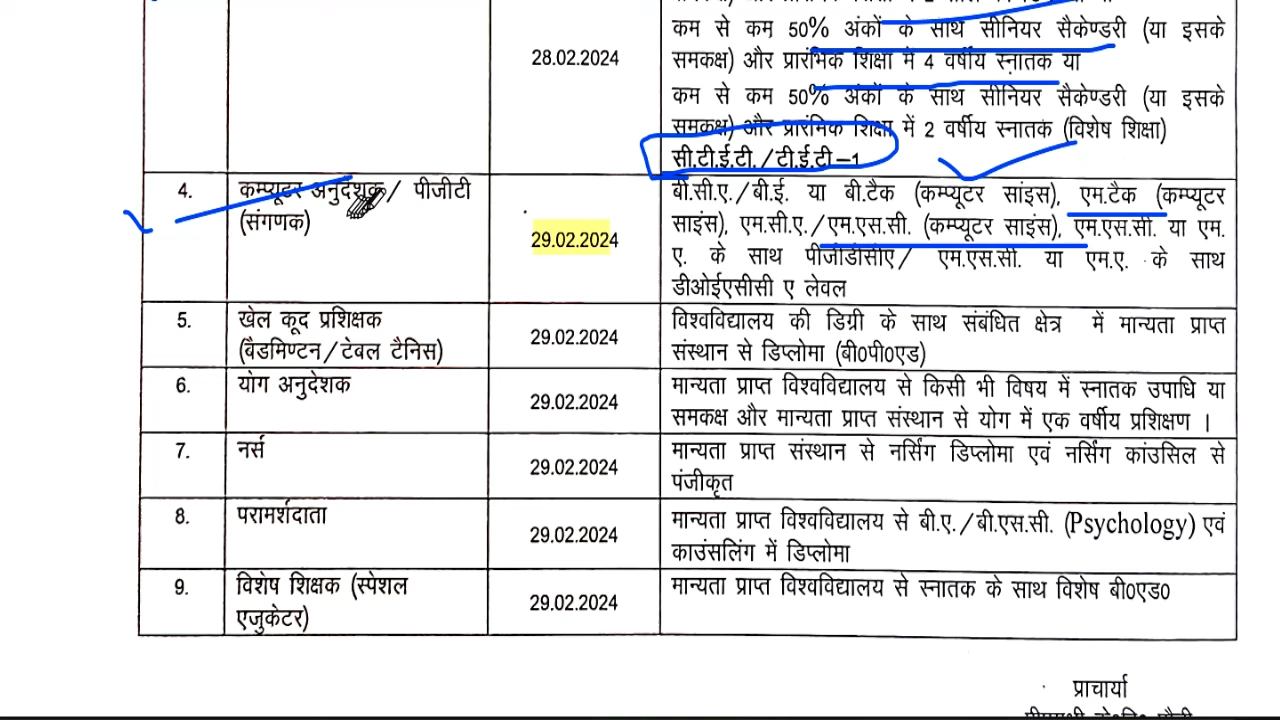 कम से कम 50% अंकों के साथ सीनियर सैकेण्डरी (या इसके
28.02.2024
समकक्ष) और प्रारंभिक शिक्षा में 4 वर्षीय स्नातक या
कम से कम 50% अंकों के साथ सीनियर सैकेण्डरी (या इसके
समकक्ष) और प्रारंभिक शिक्षा में 2 वर्षीय स्नातक (विशेष शिक्षा)
सी.टी.ई.टी./टी.ई.टी–1
4.
कम्प्यूटर अनुदेशक/ पीजीटी
(संगणक)
29.02.2024
बी.सी.ए./बी.ई. या बी.टैक (कम्प्यूटर सांइस), एम.टैक (कम्प्यूटर
साइंस), एम.सी.ए./एम.एस.सी. (कम्प्यूटर साइंस), एम.एस.सी. या एम.
ए. के साथ पीजीडीसीए/ एम.एस.सी. या एम.ए. के साथ
डीओईएसीसी ए लेवल
5.
खेल कूद प्रशिक्षक
(बैडमिण्टन/टेबल टैनिस)
29.02.2024
विश्वविद्यालय की डिग्री के साथ संबंधित क्षेत्र में मान्यता प्राप्त
संस्थान से डिप्लोमा (बी0पी0एड)
6.
योग अनुदेशक
29.02.2024
मान्यता प्राप्त विश्वविद्यालय से किसी भी विषय में स्नातक उपाधि या
समकक्ष और मान्यता प्राप्त संस्थान से योग में एक वर्षीय प्रशिक्षण ।
7.
नर्स
29.02.2024
मान्यता प्राप्त संस्थान से नर्सिंग डिप्लोमा एवं नर्सिंग कांउसिल से
पंजीकृत
8.
परामर्शदाता
29.02.2024
मान्यता प्राप्त विश्वविद्यालय से बी.ए./बी.एस.सी. (Psychology) एवं
काउंसलिंग में डिप्लोमा
9.
विशेष शिक्षक (स्पेशल
एजुकेटर)
29.02.2024
मान्यता प्राप्त विश्वविद्यालय से स्नातक के साथ विशेष बी0एड0
प्राचार्या